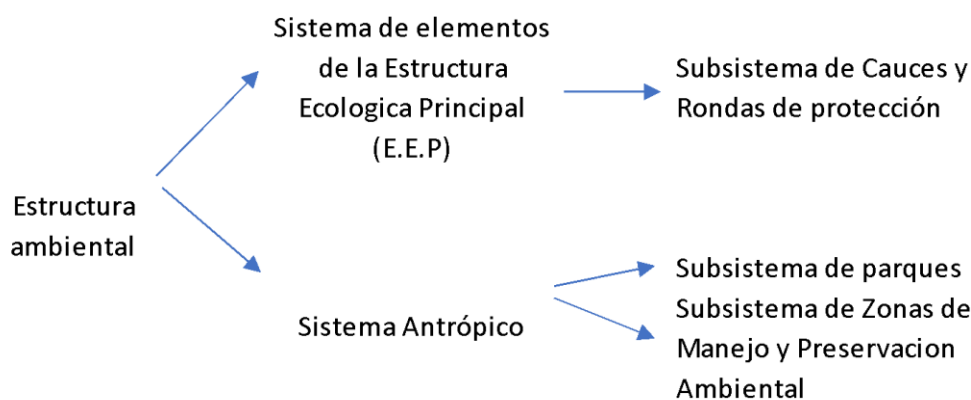 Estructura
ambiental
Sistema de elementos
de la Estructura
Ecologica Principal
(E.E.P)
Subsistema de Cauces y
Rondas de protección
Sistema Antrópico
Subsistema de parques
Subsistema de Zonas de
Manejo y Preservacion
Ambiental